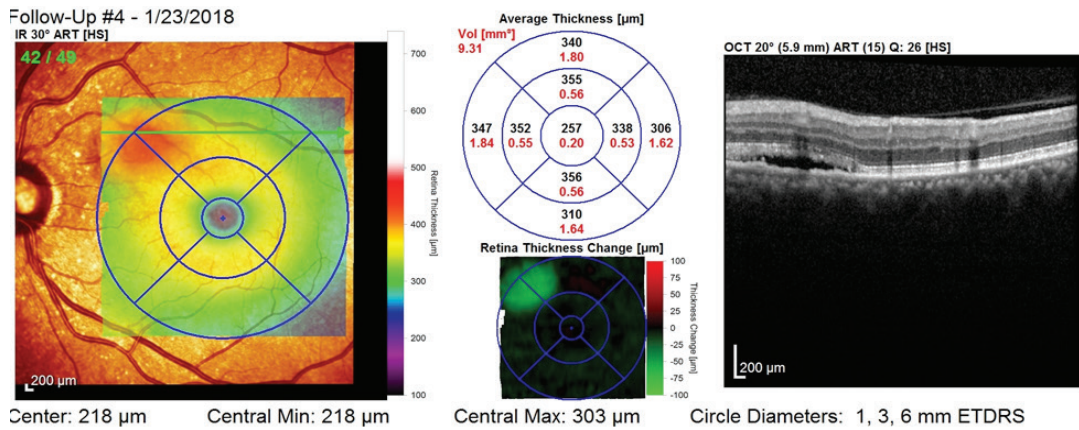 Follow-Up #4 - 1/23/2018
IR 30° ART [HS]
42 / 49
700
600
500
400
300
200
100
Retina Thickness [µm]
200 µm
Average Thickness [µm]
Vol [mm³]
9.31
340
1.80
355
0.56
347 352 257 338 306
1.84 0.55 0.20 0.53 1.62
356
0.56
310
1.64
Retina Thickness Change [µm]
100
75
50
25
0
-25
-50
-75
-100
Thickness Change [µm]
OCT 20° (5.9 mm) ART (15) Q: 26 [HS]
200 µm
Center: 218 µm Central Min: 218 µm Central Max: 303 µm Circle Diameters: 1, 3, 6 mm ETDRS